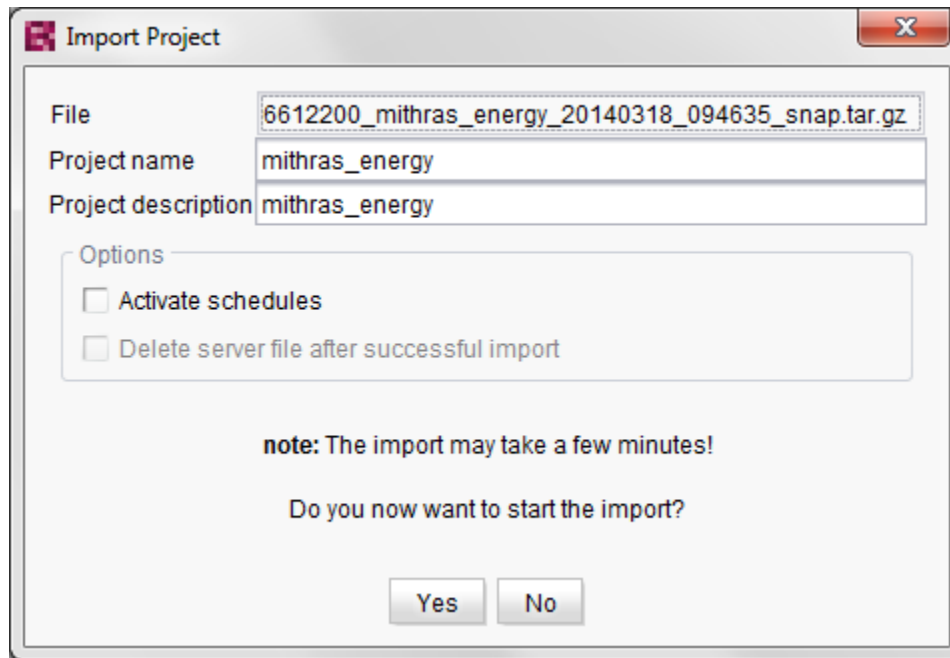 Import Project
File 6612200_mithras_energy_20140318_094635_snap.tar.gz
Project name mithras_energy
Project description mithras_energy
Options
Activate schedules
Delete server file after successful import
note: The import may take a few minutes!
Do you now want to start the import?
Yes No